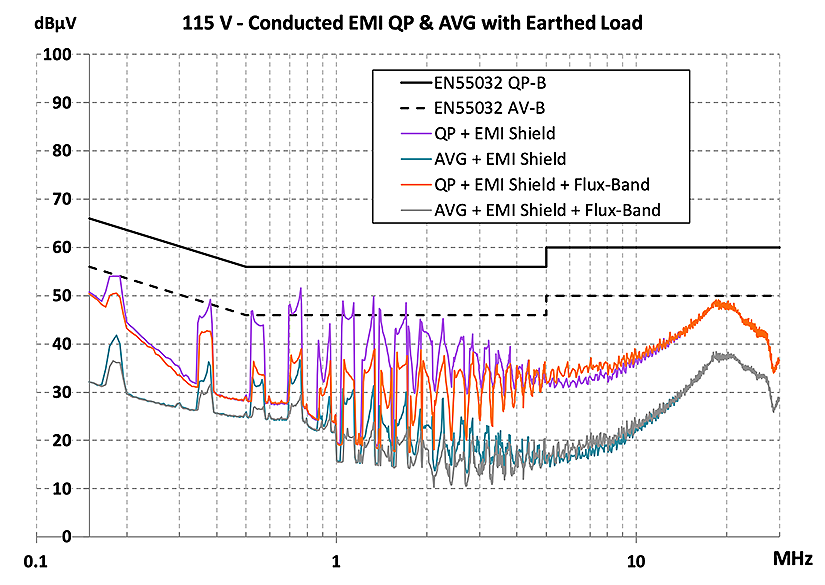 dBµV
115 V - Conducted EMI QP & AVG with Earthed Load
100
90
80
70
60
50
40
30
20
10
0
EN55032 QP-B
EN55032 AV-B
QP + EMI Shield
AVG + EMI Shield
QP + EMI Shield + Flux-Band
AVG + EMI Shield + Flux-Band
0.1
1
10
MHz